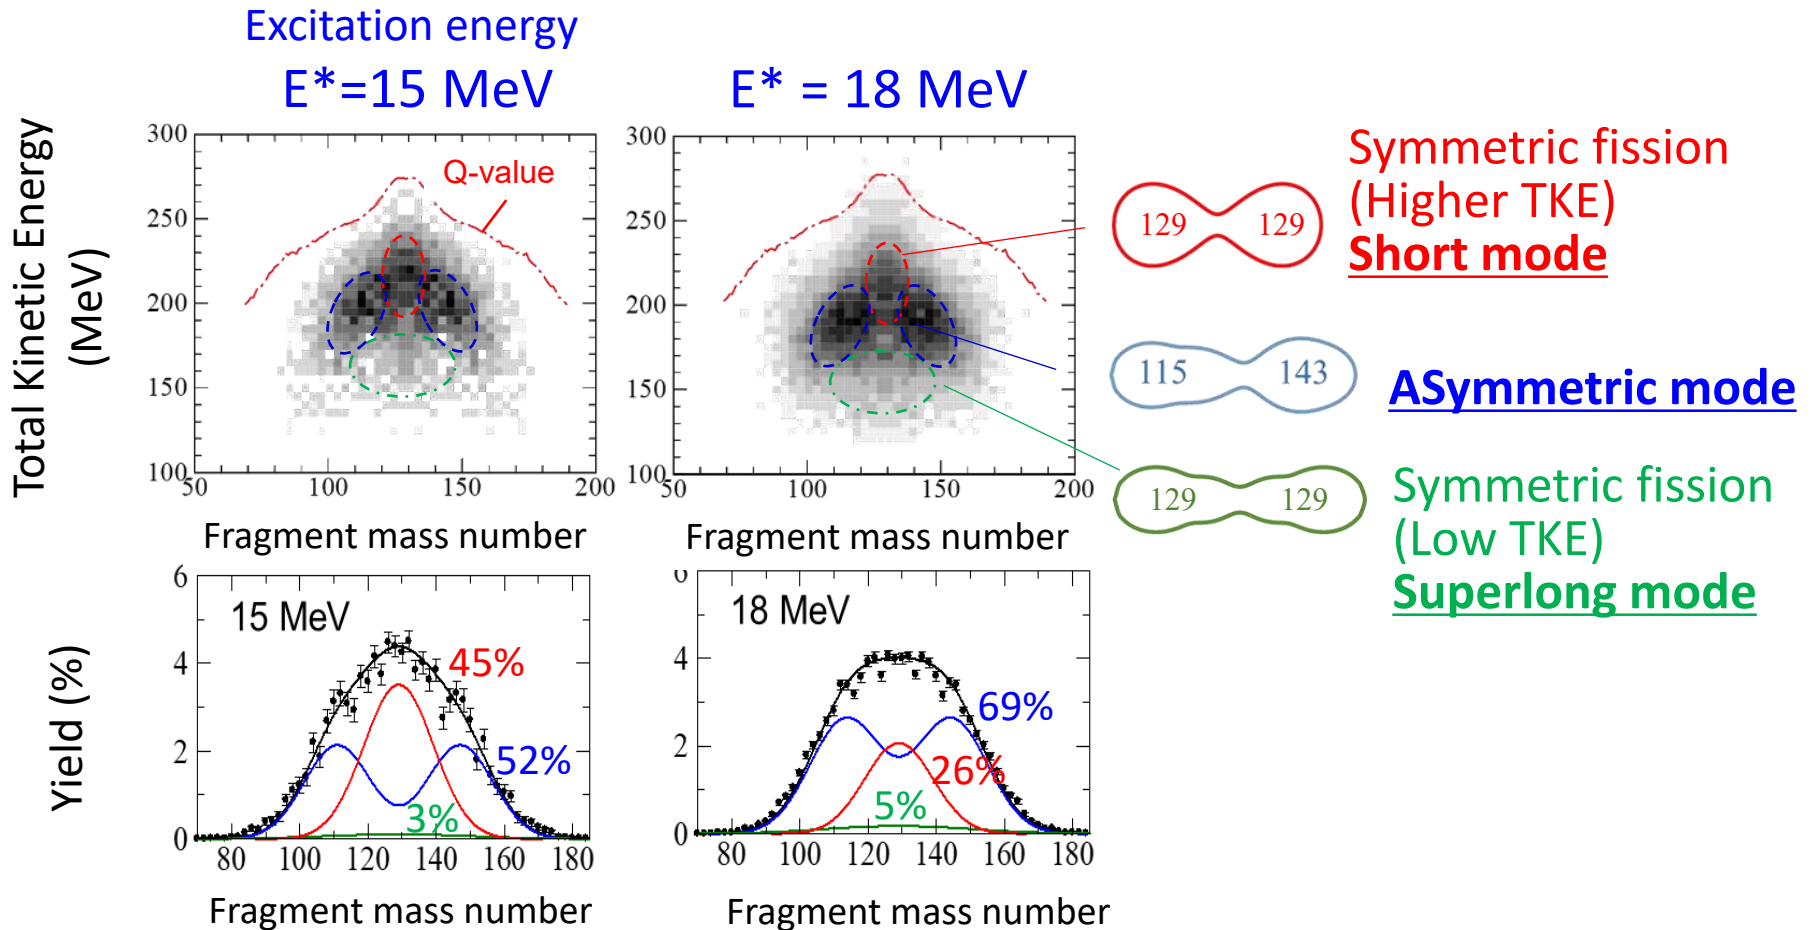 Excitation energy
E*=15 MeV
E* = 18 MeV
Total Kinetic Energy
(MeV)
300
250
200
150
100
50
100
150
200
Q-value
Fragment mass number
300
250
200
150
100
50
100
150
200
Fragment mass number
129
129
Symmetric fission
(Higher TKE)
Short mode
115
143
ASymmetric mode
129
129
Symmetric fission
(Low TKE)
Superlong mode
Yield (%)
6
4
2
0
15 MeV
45%
52%
3%
80 100 120 140 160 180
Fragment mass number
6
4
2
0
18 MeV
69%
26%
5%
80 100 120 140 160 180
Fragment mass number